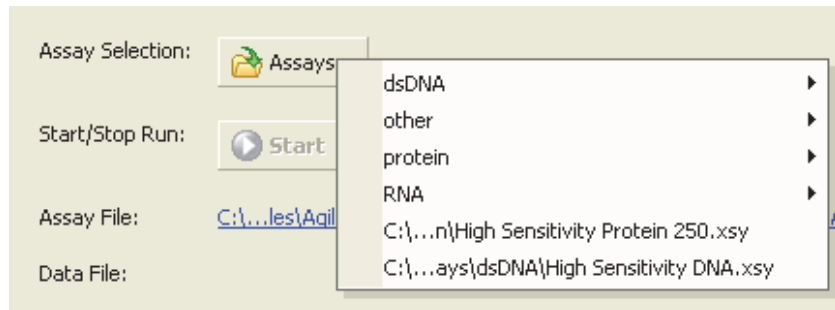 Assay Selection:
Assays
dsDNA
other
Start/Stop Run:
Start
protein
RNA
Assay File:
C:\...les\Agil
C:\...n\High Sensitivity Protein 250.xsy
Data File:
C:\...ays\dsDNA\High Sensitivity DNA.xsy